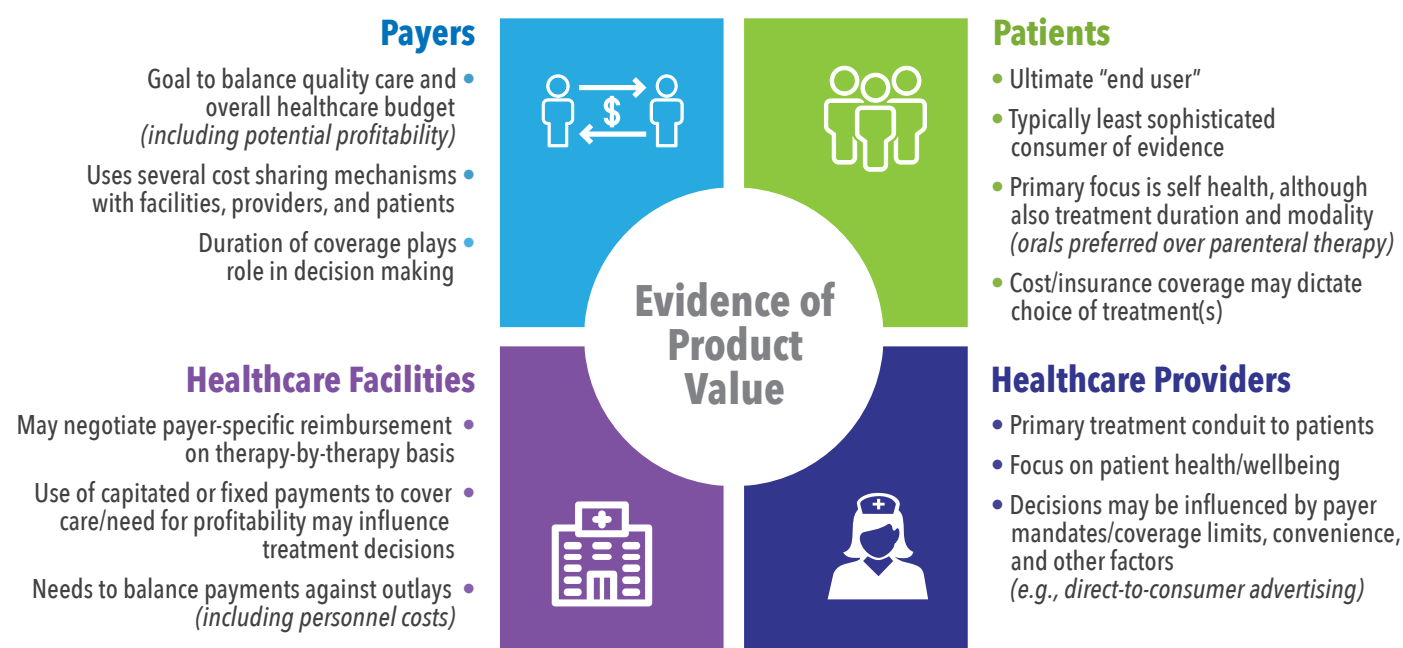 Payers
Goal to balance quality care and •
overall healthcare budget
(including potential profitability)
Uses several cost sharing mechanisms •
with facilities, providers, and patients
Duration of coverage plays •
role in decision making
Patients
• Ultimate “end user”
• Typically least sophisticated
consumer of evidence
• Primary focus is self health, although
also treatment duration and modality
(orals preferred over parenteral therapy)
• Cost/insurance coverage may dictate
choice of treatment(s)
$
Evidence of
Product
Value
Healthcare Facilities
May negotiate payer-specific reimbursement •
on therapy-by-therapy basis
Use of capitated or fixed payments to cover •
care/need for profitability may influence
treatment decisions
Needs to balance payments against outlays •
(including personnel costs)
Healthcare Providers
• Primary treatment conduit to patients
• Focus on patient health/wellbeing
• Decisions may be influenced by payer
mandates/coverage limits, convenience,
and other factors
(e.g., direct-to-consumer advertising)